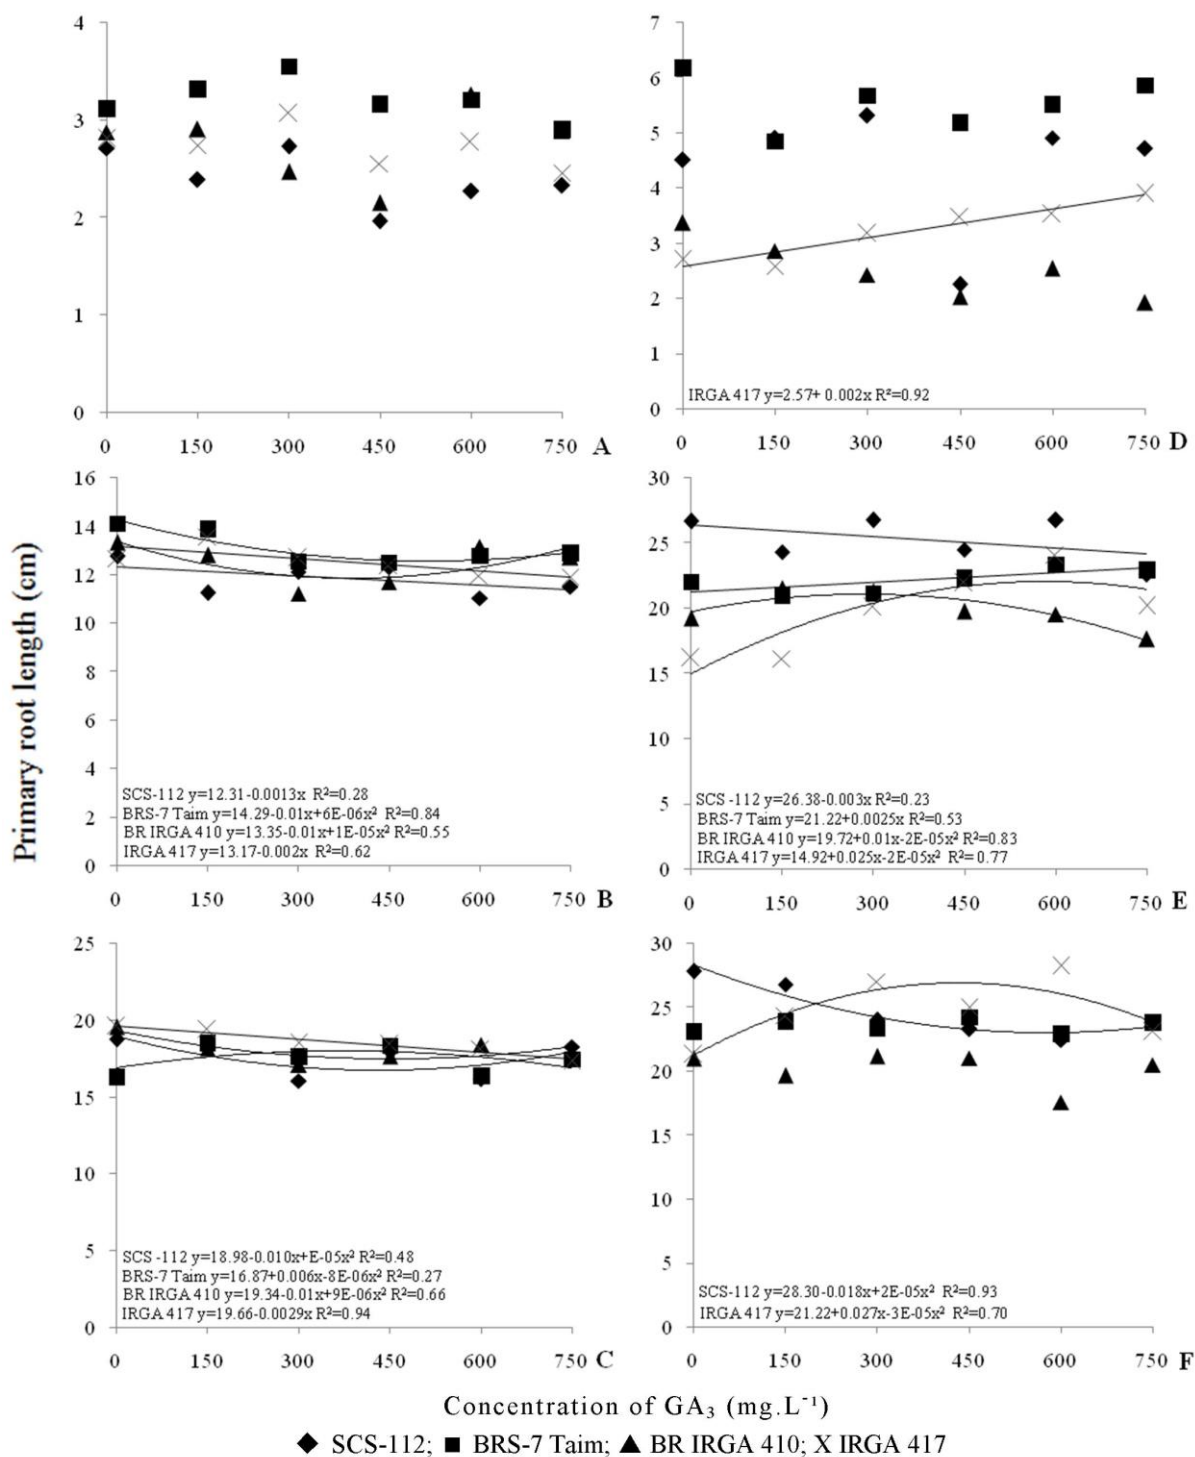 Primary root length (cm)
4
3
2
1
0
0 150 300 450 600 750 A
7
6
5
4
3
2
1
0
IRGA 417 y=2.57+ 0.002x R²=0.92
0 150 300 450 600 750 D
16
14
12
10
8
6
4
2
0
SCS-112 y=12.31-0.0013x R²=0.28
BRS-7 Taim y=14.29-0.01x+6E-06x² R²=0.84
BR IRGA 410 y=13.35-0.01x+1E-05x² R²=0.55
IRGA 417 y=13.17-0.002x R²=0.62
0 150 300 450 600 750 B
30
25
20
15
10
5
0
SCS -112 y=26.38-0.003x R²=0.23
BRS-7 Taim y=21.22+0.0025x R²=0.53
BR IRGA 410 y=19.72+0.01x-2E-05x² R²=0.83
IRGA 417 y=14.92+0.025x-2E-05x² R²= 0.77
0 150 300 450 600 750 E
25
20
15
10
5
0
SCS -112 y=18.98-0.010x+E-05x² R²=0.48
BRS-7 Taim y=16.87+0.006x-8E-06x² R²=0.27
BR IRGA 410 y=19.34-0.01x+9E-06x² R²=0.66
IRGA 417 y=19.66-0.0029x R²=0.94
0 150 300 450 600 750 C
30
25
20
15
10
5
0
SCS-112 y=28.30-0.018x+2E-05x² R²=0.93
IRGA 417 y=21.22+0.027x-3E-05x² R²=0.70
0 150 300 450 600 750 F
Concentration of GA₃ (mg.L⁻¹)
◆ SCS-112; ■ BRS-7 Taim; ▲ BR IRGA 410; X IRGA 417